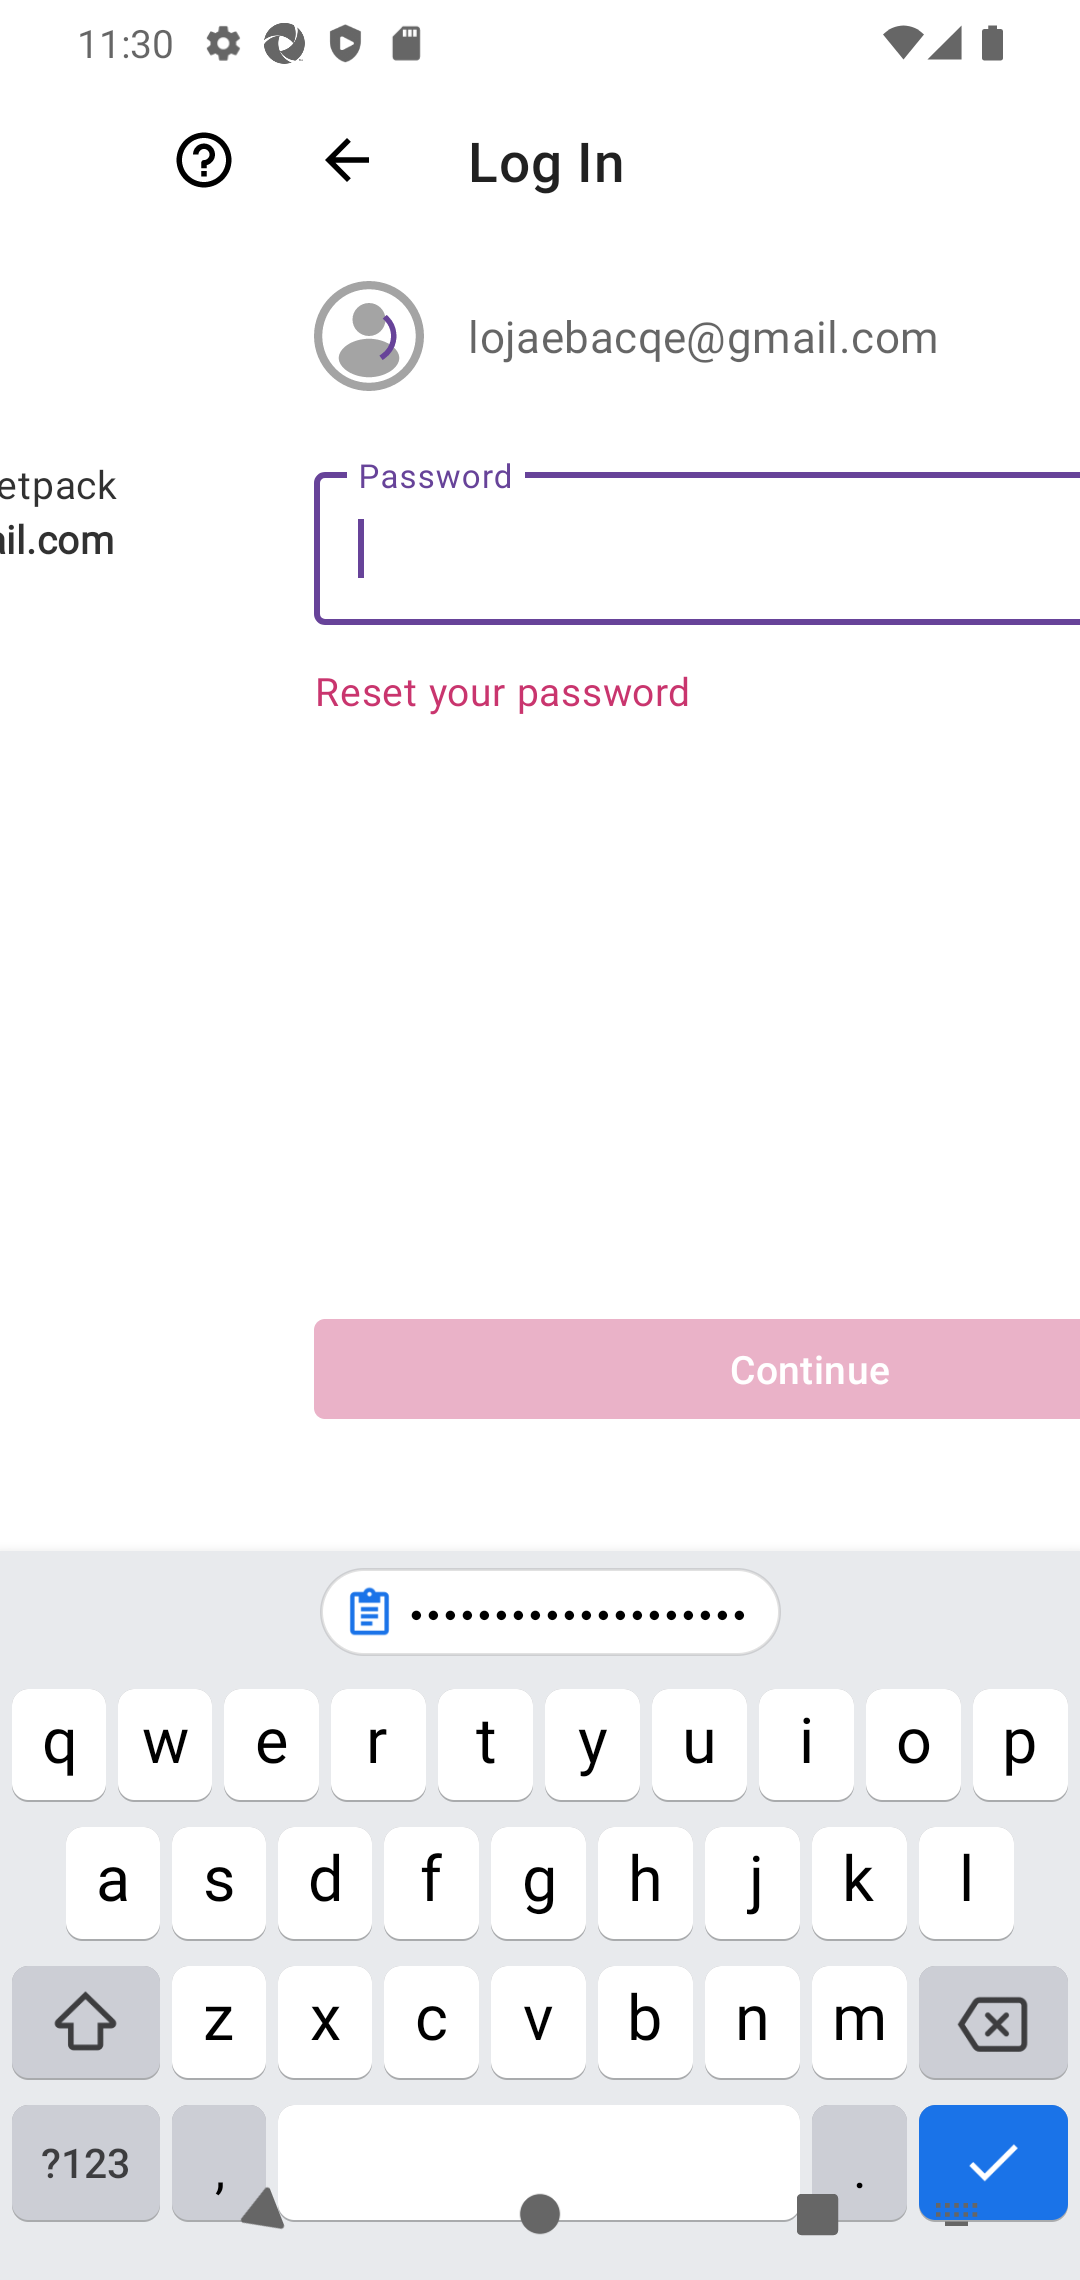 11:30
Log In
lojaebacqe@gmail.com
etpack
ail.com
Password
Reset your password
Continue
••••••••••••••••••••
q w e r t y u i o p
a s d f g h j k l
z x c v b n m
?123 , .